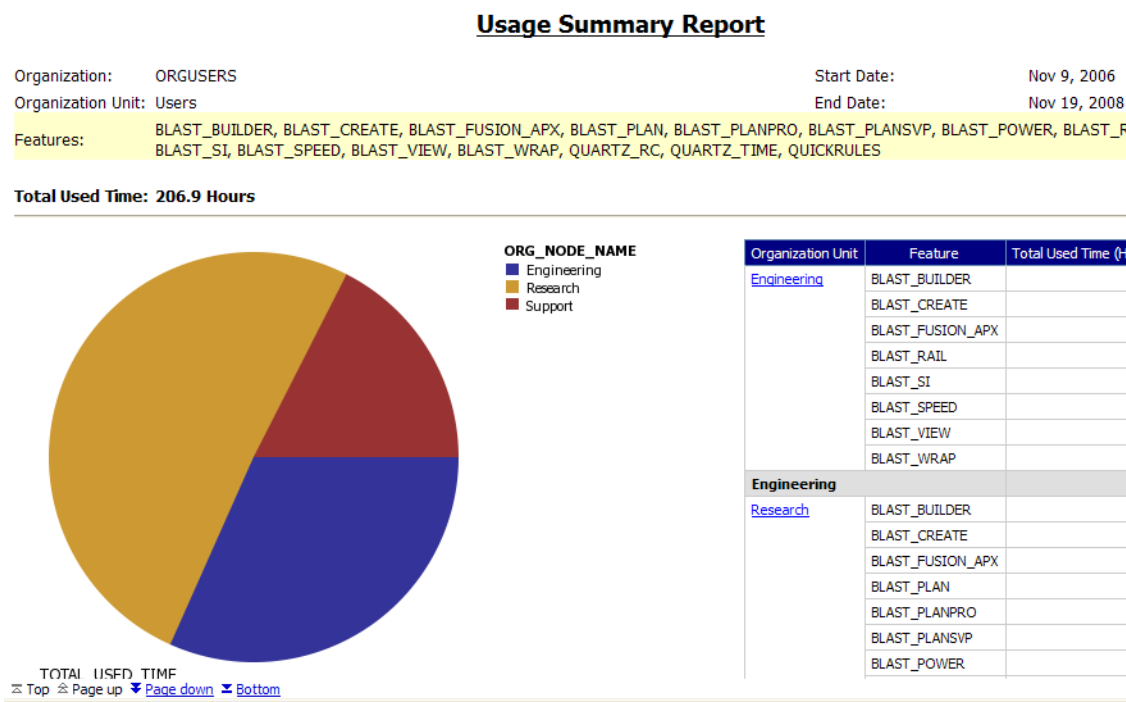 Usage Summary Report
Organization: ORGUSERS Start Date: Nov 9, 2006
Organization Unit: Users End Date: Nov 19, 2008
Features: BLAST_BUILDER, BLAST_CREATE, BLAST_FUSION_APX, BLAST_PLAN, BLAST_PLANPRO, BLAST_PLANSVP, BLAST_POWER,
BLAST_SI, BLAST_SPEED, BLAST_VIEW, BLAST_WRAP, QUARTZ_RC, QUARTZ_TIME, QUICKRULES
Total Used Time: 206.9 Hours
ORG_NODE_NAME
Engineering
Research
Support
TOTAL_USED_TIME
Organization Unit Feature Total Used Time (H
Engineering BLAST_BUILDER
BLAST_CREATE
BLAST_FUSION_APX
BLAST_RAIL
BLAST_SI
BLAST_SPEED
BLAST_VIEW
BLAST_WRAP
Engineering
Research BLAST_BUILDER
BLAST_CREATE
BLAST_FUSION_APX
BLAST_PLAN
BLAST_PLANPRO
BLAST_PLANSVP
BLAST_POWER
Top Page up Page down Bottom